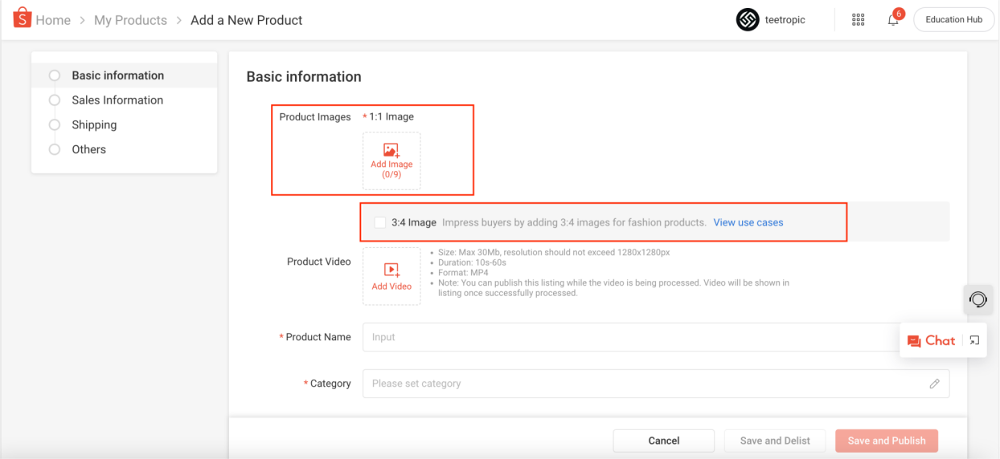 Home > My Products > Add a New Product
teetropic
6
Education Hub
Basic information
Sales Information
Shipping
Others
Basic information
Product Images * 1:1 Image
Add Image
(0/9)
3:4 Image Impress buyers by adding 3:4 images for fashion products. View use cases
Product Video
Add Video
• Size: Max 30Mb, resolution should not exceed 1280x1280px
• Duration: 10s-60s
• Format: MP4
• Note: You can publish this listing while the video is being processed. Video will be shown in
listing once successfully processed.
* Product Name Input
Chat
* Category Please set category
Cancel
Save and Delist
Save and Publish